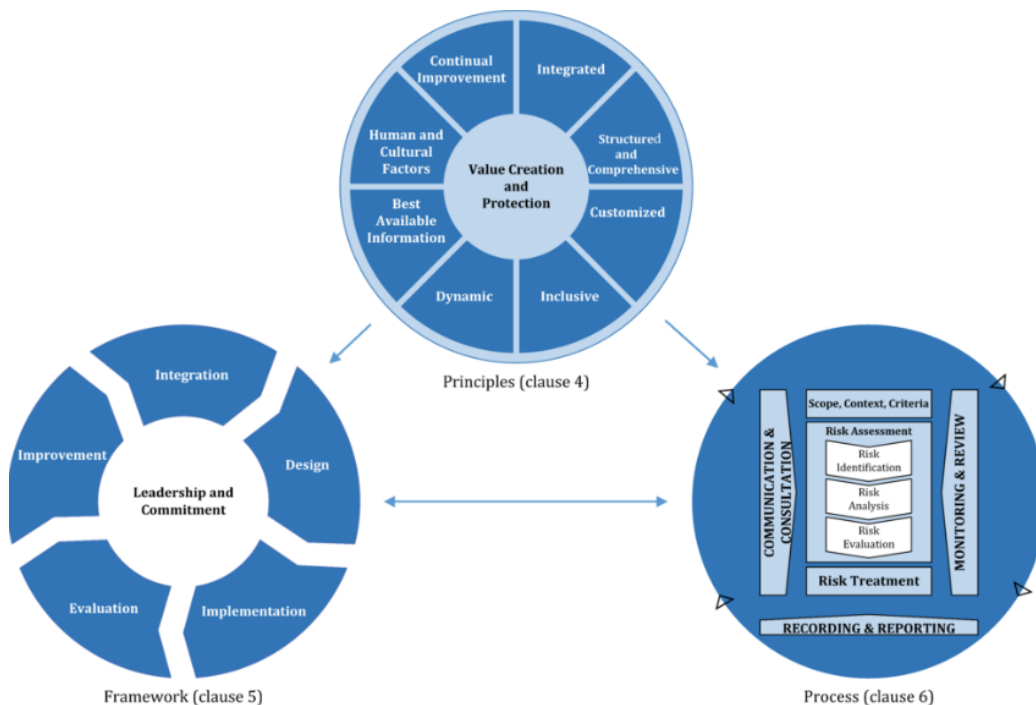 Continual
Improvement
Integrated
Structured
and
Comprehensive
Customized
Inclusive
Dynamic
Best
Available
Information
Human and
Cultural
Factors
Value Creation
and
Protection
Principles (clause 4)
Integration
Design
Implementation
Evaluation
Improvement
Leadership and
Commitment
Framework (clause 5)
Scope, Context, Criteria
Risk Assessment
Risk
Identification
Risk
Analysis
Risk
Evaluation
Risk Treatment
COMMUNICATION &
CONSULTATION
MONITORING & REVIEW
RECORDING & REPORTING
Process (clause 6)